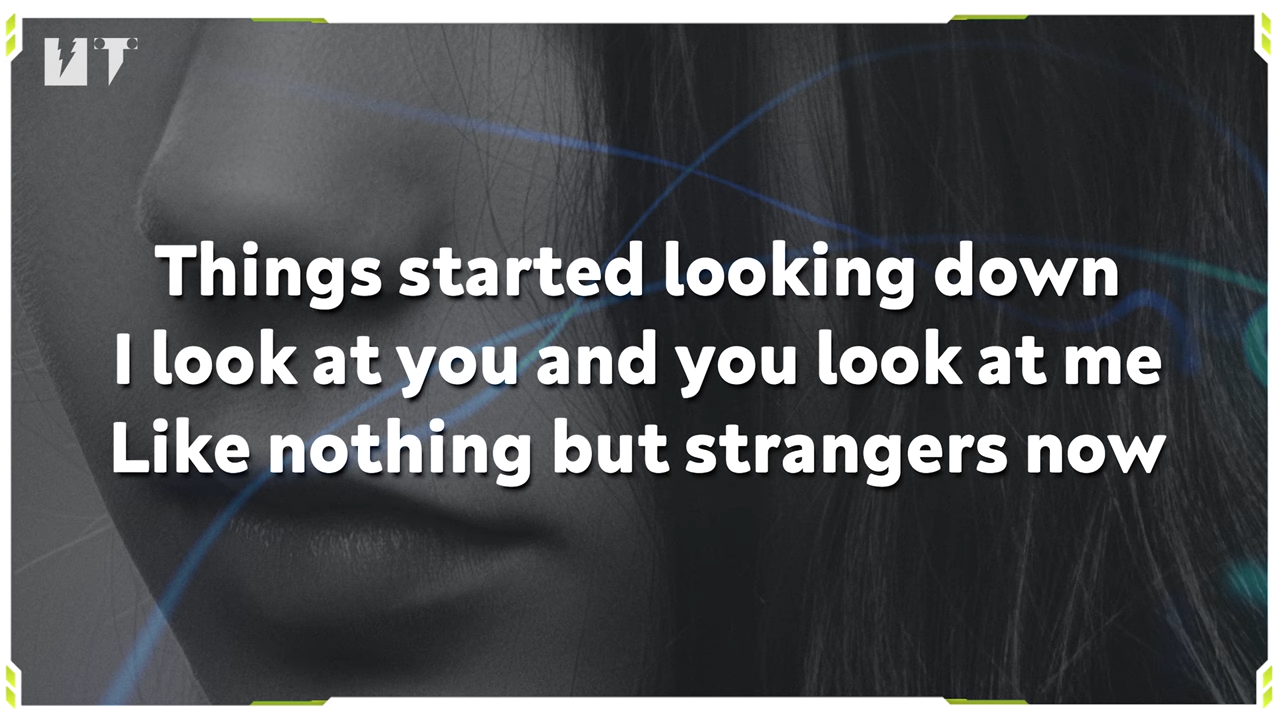 Things started looking down
I look at you and you look at me
Like nothing but strangers now